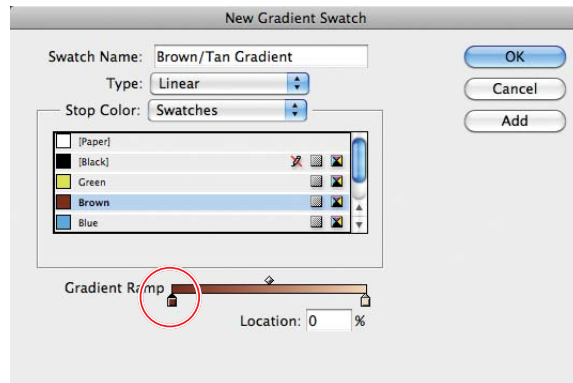 New Gradient Swatch
Swatch Name: Brown/Tan Gradient
OK
Type: Linear
Cancel
Stop Color: Swatches
Add
[Paper]
[Black]
Green
Brown
Blue
Gradient Ramp
Location: 0 %